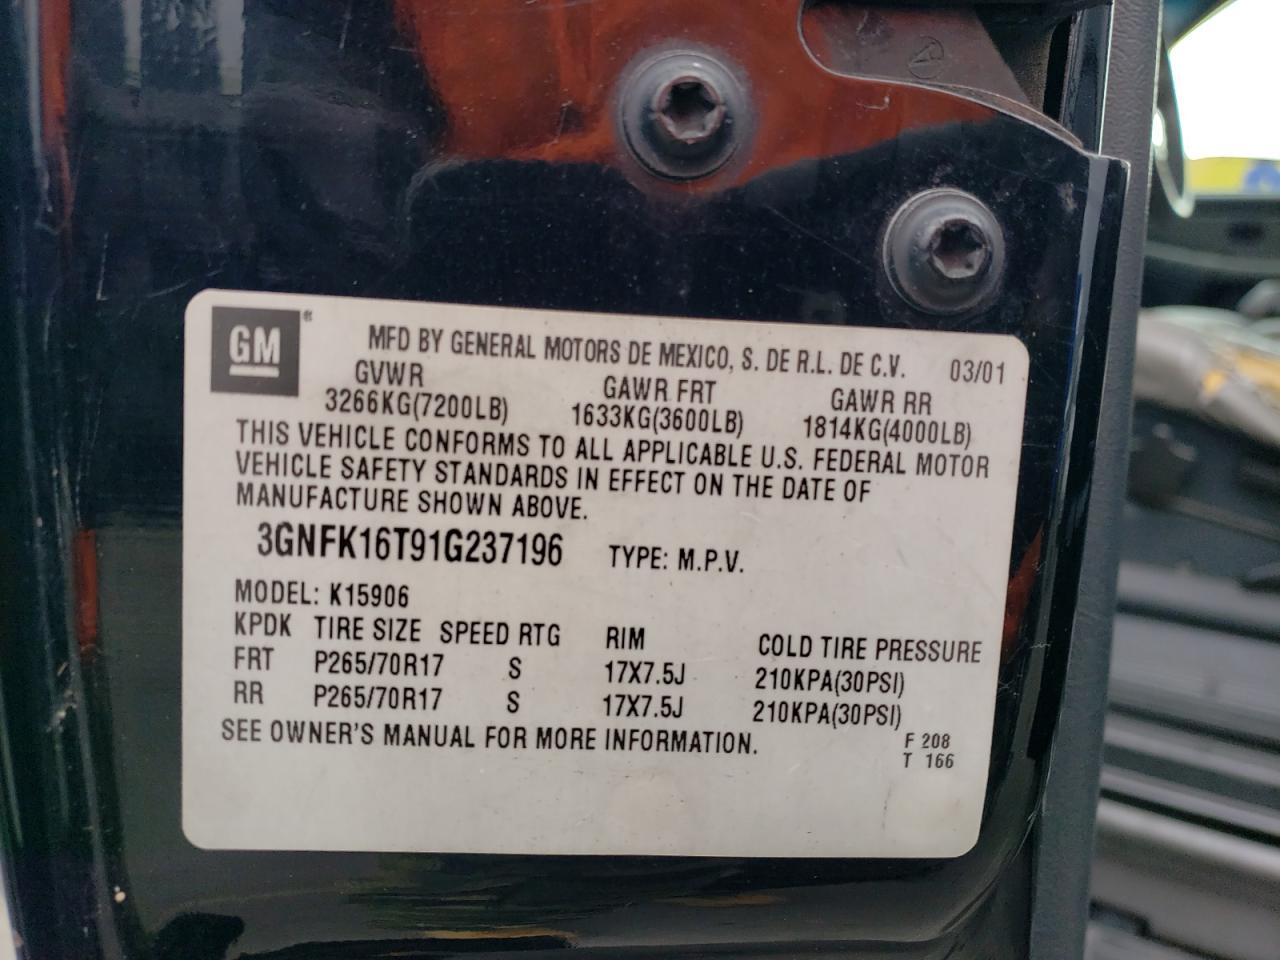 GM®
MFD BY GENERAL MOTORS DE MEXICO, S. DE R.L. DE C.V. 03/01
GVWR GAWR FRT GAWR RR
3266KG(7200LB) 1633KG(3600LB) 1814KG(4000LB)
THIS VEHICLE CONFORMS TO ALL APPLICABLE U.S. FEDERAL MOTOR
VEHICLE SAFETY STANDARDS IN EFFECT ON THE DATE OF
MANUFACTURE SHOWN ABOVE.
3GNFK16T91G237196 TYPE: M.P.V.
MODEL: K15906
KPDK TIRE SIZE SPEED RTG RIM COLD TIRE PRESSURE
FRT P265/70R17 S 17X7.5J 210KPA(30PSI)
RR P265/70R17 S 17X7.5J 210KPA(30PSI)
SEE OWNER'S MANUAL FOR MORE INFORMATION.
F 208
T 166